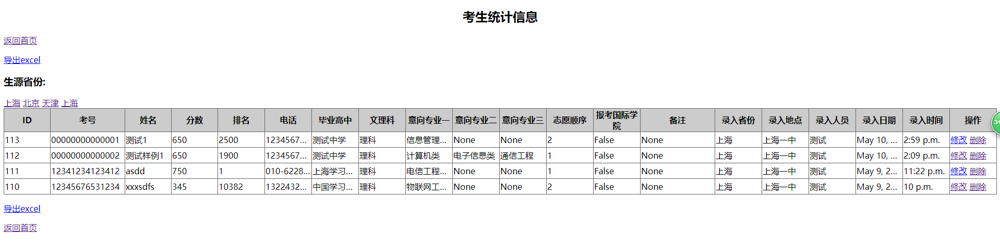 考生统计信息
返回首页
导出excel
生源省份:
上海 北京 天津 上海
ID 考号 姓名 分数 排名 电话 毕业高中 文理科 意向专业一 意向专业二 意向专业三 志愿顺序 报考国际学院 备注 录入省份 录入地点 录入人员 录入日期 录入时间 操作
113 00000000000001 测试1 650 2500 1234567... 测试中学 理科 信息管理... None None 2 False None 上海 上海一中 测试 May 10, ... 2:59 p.m. 修改 删除
112 00000000000002 测试样例1 650 1900 1234567... 测试中学 理科 计算机类 电子信息类 通信工程 1 False None 上海 上海一中 测试 May 10, ... 2:09 p.m. 修改 删除
111 12341234123412 asdd 750 1 010-6228... 上海学习... 理科 电信工程... None None 1 False None 上海 上海一中 测试 May 9, 2... 11:22 p.m. 修改 删除
110 12345676531234 xxxsdfs 345 10382 1322432... 中国学习... 理科 物联网工... None None 2 False None 上海 上海一中 测试 May 9, 2... 10 p.m. 修改 删除
导出excel
返回首页